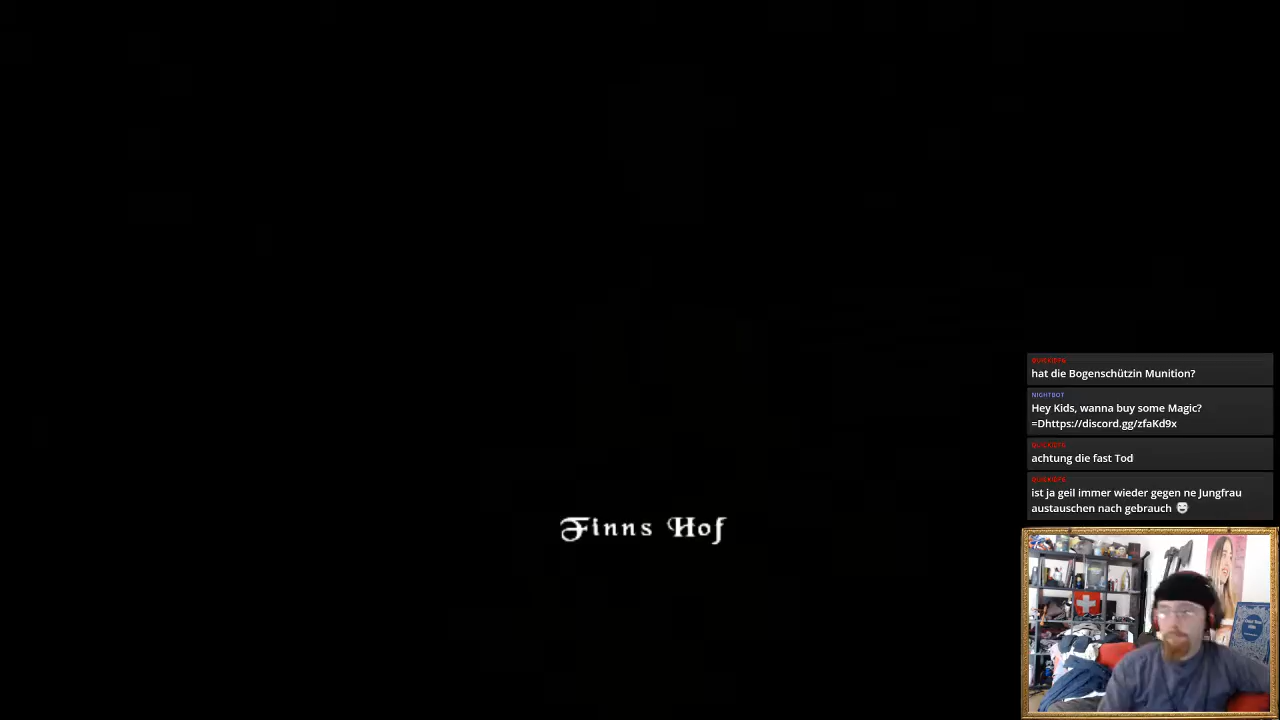 hat die Bogenschützin Munition?
NIGHTBOT
Hey Kids, wanna buy some Magic?
=Dhttps://discord.gg/zfaKd9x
achtung die fast Tod
ist ja geil immer wieder gegen ne Jungfrau
austauschen nach gebrauch
Finns Hof